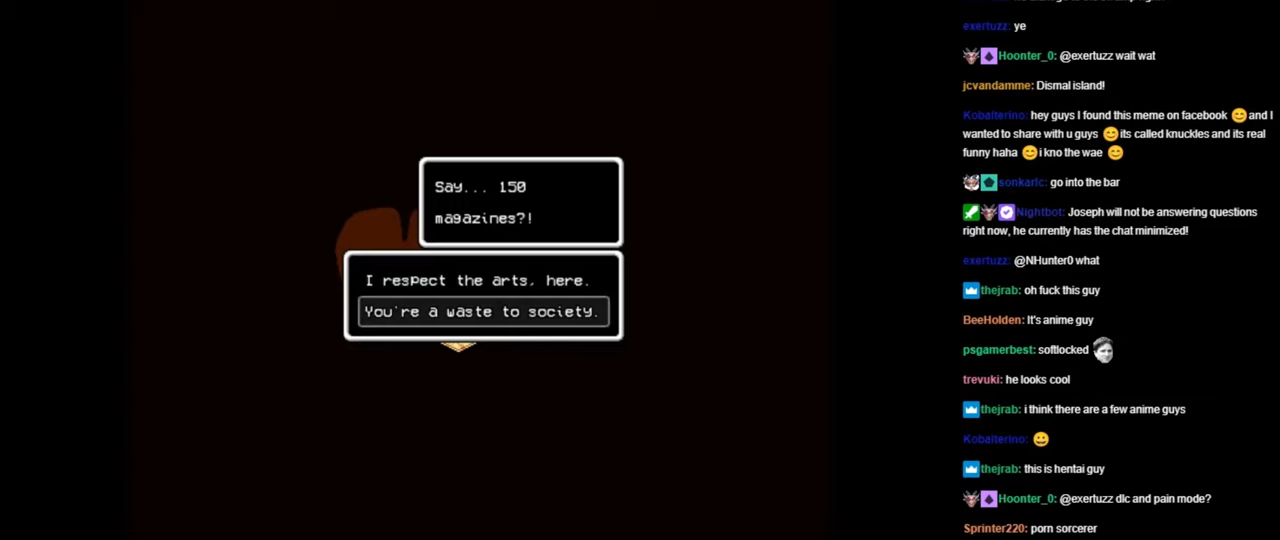 Say... 150
magazines?!
I respect the arts, here.
You're a waste to society.
exertuzz: ye
Hoonter_0: @exertuzz wait wat
jcvandamme: Dismal island!
Kobalterino: hey guys I found this meme on facebook 😊 and I
wanted to share with u guys 😊 its called knuckles and its real
funny haha 😊 i kno the wae 😊
sonkarlc: go into the bar
Nightbot: Joseph will not be answering questions
right now, he currently has the chat minimized!
exertuzz: @NHunter0 what
thejrab: oh fuck this guy
BeeHolden: It's anime guy
psgamerbest: softlocked
trevuki: he looks cool
thejrab: i think there are a few anime guys
Kobalterino: 😀
thejrab: this is hentai guy
Hoonter_0: @exertuzz dlc and pain mode?
Sprinter220: porn sorcerer